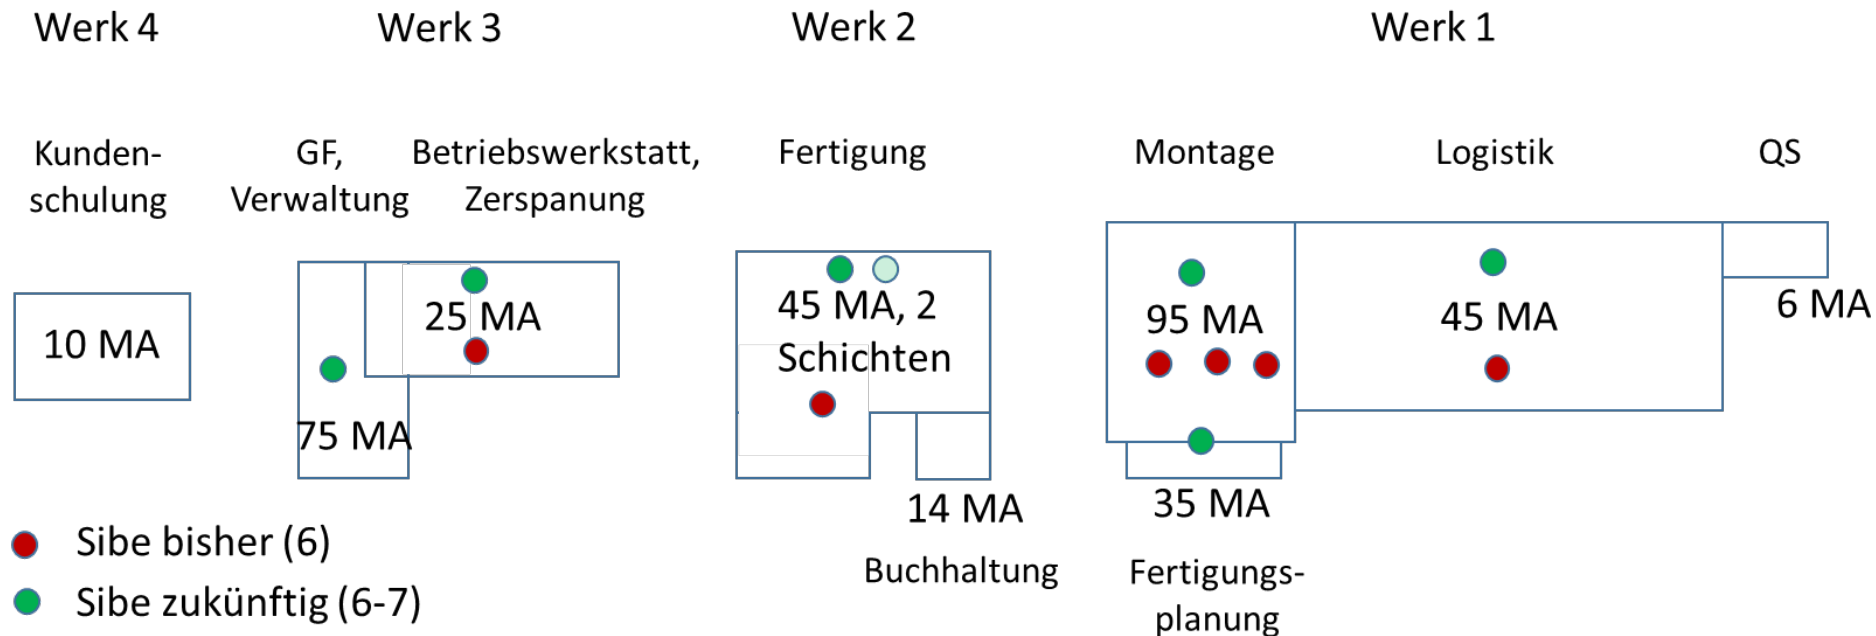 Werk 4
Werk 3
Werk 2
Werk 1
Kunden-
schulung
GF,
Verwaltung
Betriebswerkstatt,
Zerspanung
Fertigung
Montage
Logistik
QS
10 MA
75 MA
25 MA
45 MA, 2
Schichten
14 MA
Buchhaltung
95 MA
35 MA
Fertigungs-
planung
45 MA
6 MA
Sibe bisher (6)
Sibe zukünftig (6-7)